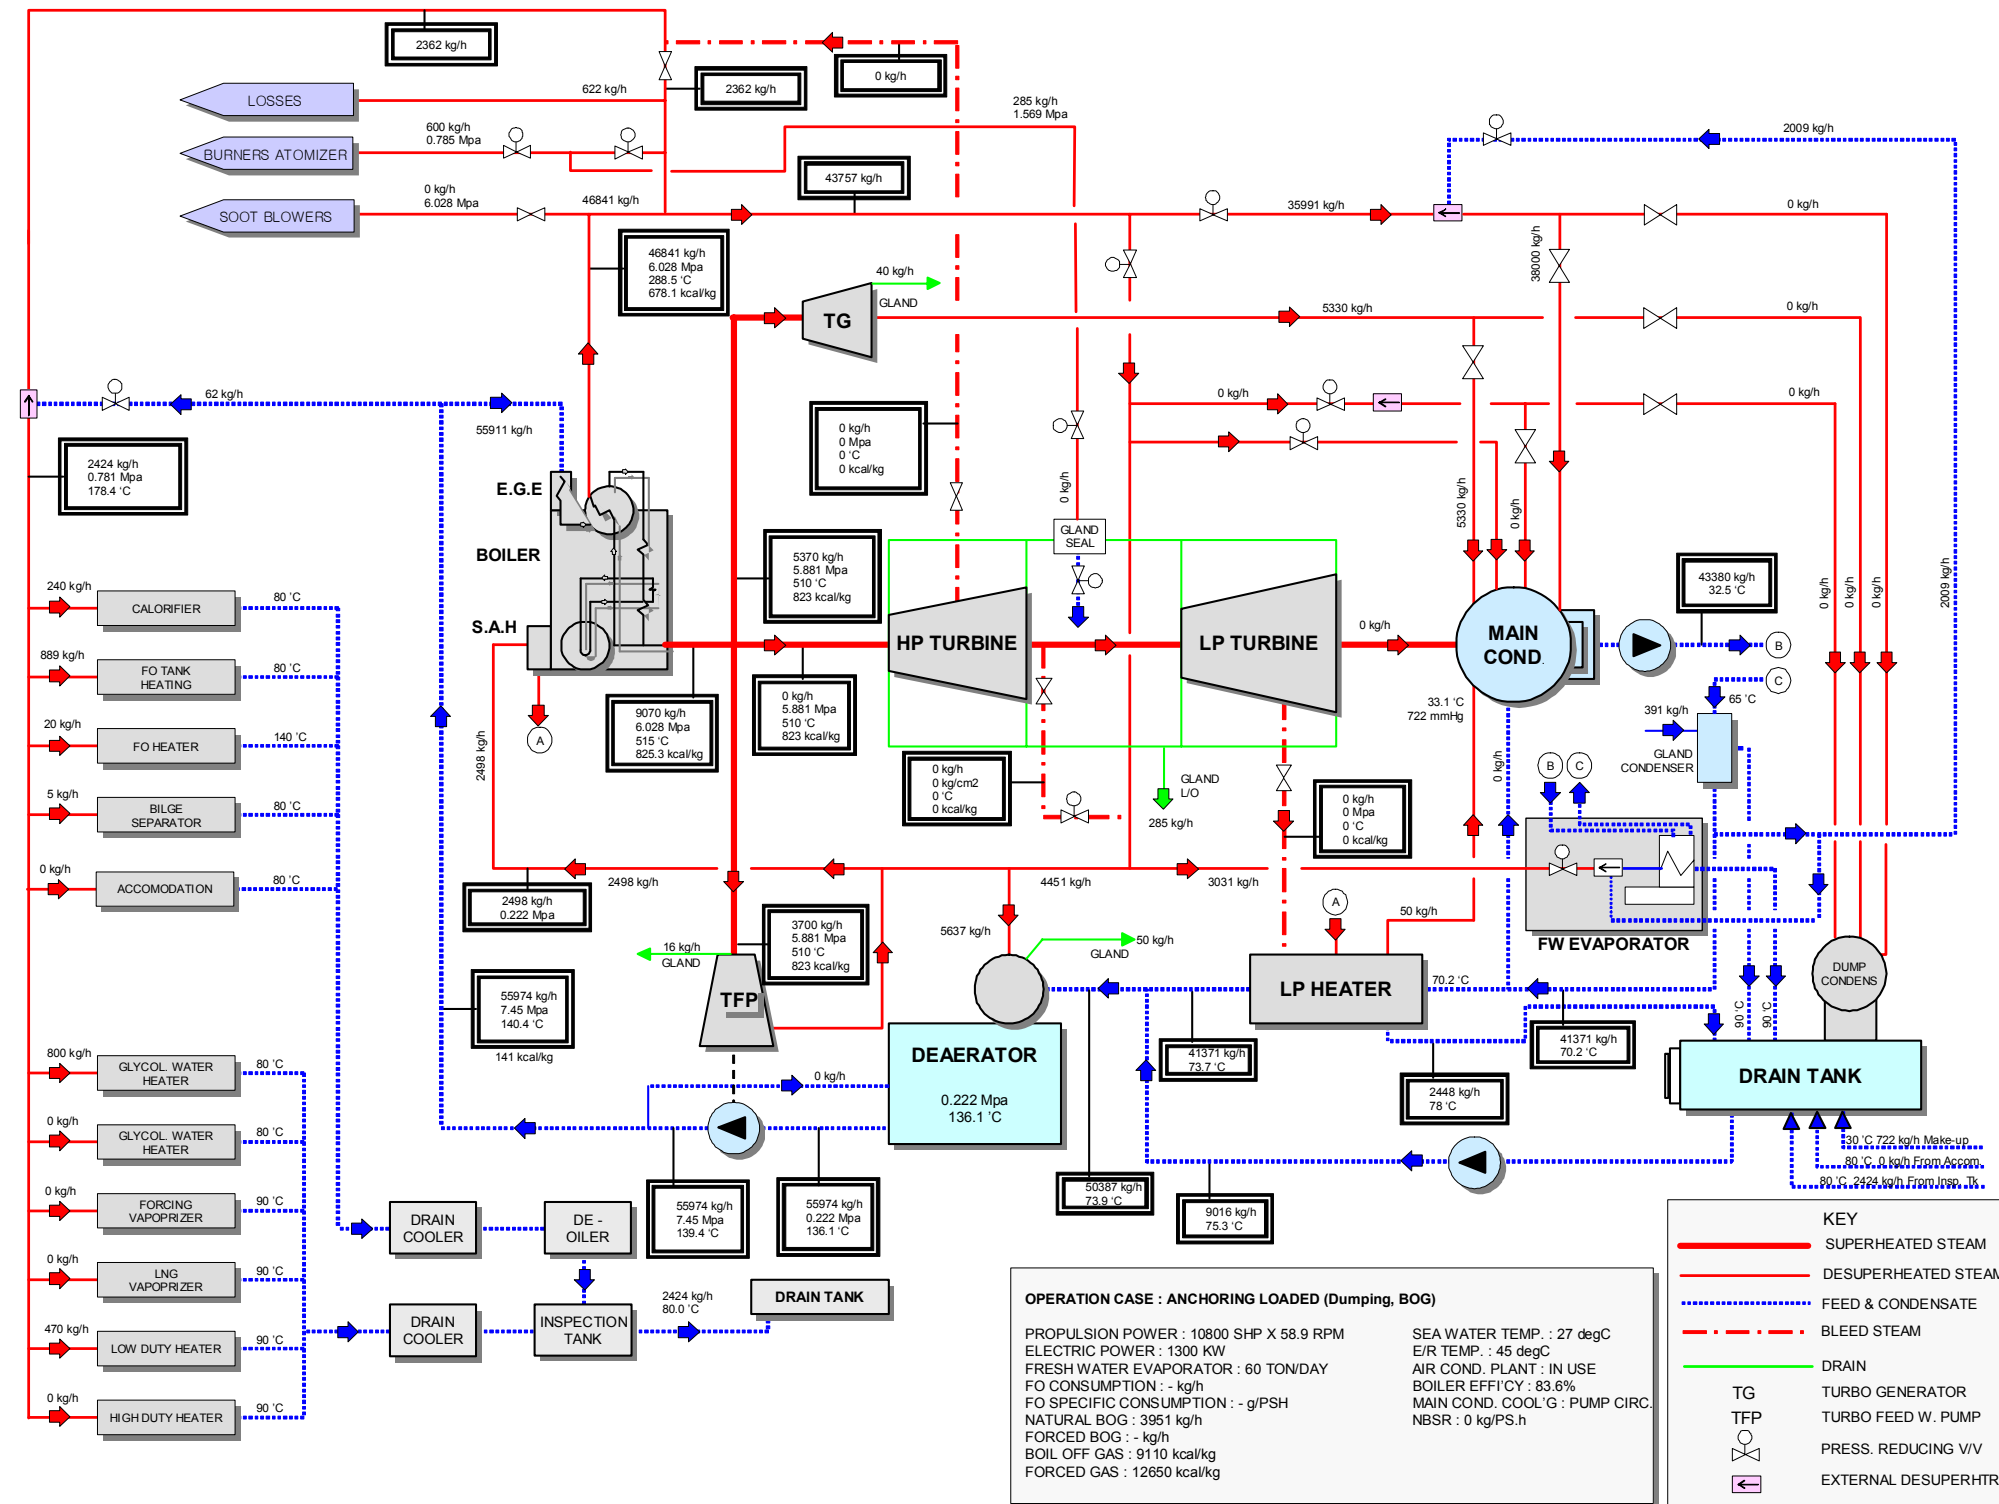 2362 kg/h
0 kg/h
2362 kg/h
LOSSES
622 kg/h
285 kg/h
1.569 Mpa
BURNERS ATOMIZER
600 kg/h
0.785 Mpa
2009 kg/h
43757 kg/h
SOOT BLOWERS
0 kg/h
6.028 Mpa
46841 kg/h
35991 kg/h
0 kg/h
38000 kg/h
46841 kg/h
6.028 Mpa
288.5 °C
678.1 kcal/kg
40 kg/h
GLAND
TG
5330 kg/h
0 kg/h
62 kg/h
55911 kg/h
0 kg/h
0 kg/h
0 kg/h
0 Mpa
0 °C
0 kcal/kg
2424 kg/h
0.781 Mpa
178.4 °C
E.G.E
BOILER
S.A.H
0 kg/h
5330 kg/h
0 kg/h
GLAND
SEAL
5370 kg/h
5.881 Mpa
510 °C
823 kcal/kg
43380 kg/h
32.5 °C
0 kg/h
0 kg/h
0 kg/h
2009 kg/h
240 kg/h
CALORIFIER
80 °C
889 kg/h
FO TANK
HEATING
80 °C
20 kg/h
FO HEATER
140 °C
5 kg/h
BILGE
SEPARATOR
80 °C
0 kg/h
ACCOMODATION
80 °C
HP TURBINE
LP TURBINE
0 kg/h
MAIN
COND.
B
C
A
9070 kg/h
6.028 Mpa
515 °C
825.3 kcal/kg
0 kg/h
5.881 Mpa
510 °C
823 kcal/kg
33.1 °C
722 mmHg
391 kg/h
65 °C
GLAND
CONDENSER
2498 kg/h
0 kg/h
0 kg/cm2
0 °C
0 kcal/kg
GLAND
L/O
285 kg/h
0 kg/h
0 Mpa
0 °C
0 kcal/kg
0 kg/h
B
C
FW EVAPORATOR
2498 kg/h
4451 kg/h
3031 kg/h
2498 kg/h
0.222 Mpa
3700 kg/h
5.881 Mpa
510 °C
823 kcal/kg
16 kg/h
GLAND
TFP
5637 kg/h
50 kg/h
GLAND
A
50 kg/h
LP HEATER
70.2 °C
DUMP
CONDENS
90 °C
90 °C
55974 kg/h
7.45 Mpa
140.4 °C
141 kcal/kg
DEAERATOR
0.222 Mpa
136.1 °C
0 kg/h
41371 kg/h
73.7 °C
41371 kg/h
70.2 °C
2448 kg/h
78 °C
DRAIN TANK
30 °C 722 kg/h Make-up
80 °C 0 kg/h From Accom.
80 °C 2424 kg/h From Insp. Tk
800 kg/h
GLYCOL. WATER
HEATER
80 °C
0 kg/h
GLYCOL. WATER
HEATER
80 °C
0 kg/h
FORCING
VAPOPRIZER
90 °C
0 kg/h
LNG
VAPOPRIZER
90 °C
470 kg/h
LOW DUTY HEATER
90 °C
0 kg/h
HIGH DUTY HEATER
90 °C
DRAIN
COOLER
DE -
OILER
DRAIN
COOLER
INSPECTION
TANK
2424 kg/h
80.0 °C
DRAIN TANK
55974 kg/h
7.45 Mpa
139.4 °C
55974 kg/h
0.222 Mpa
136.1 °C
50387 kg/h
73.9 °C
9016 kg/h
75.3 °C
OPERATION CASE : ANCHORING LOADED (Dumping, BOG)
PROPULSION POWER : 10800 SHP X 58.9 RPM
ELECTRIC POWER : 1300 KW
FRESH WATER EVAPORATOR : 60 TON/DAY
FO CONSUMPTION : - kg/h
FO SPECIFIC CONSUMPTION : - g/PSH
NATURAL BOG : 3951 kg/h
FORCED BOG : - kg/h
BOIL OFF GAS : 9110 kcal/kg
FORCED GAS : 12650 kcal/kg
SEA WATER TEMP. : 27 degC
E/R TEMP. : 45 degC
AIR COND. PLANT : IN USE
BOILER EFFI'CY : 83.6%
MAIN COND. COOL'G : PUMP CIRC.
NBSR : 0 kg/PS.h
KEY
SUPERHEATED STEAM
DESUPERHEATED STEAM
FEED & CONDENSATE
BLEED STEAM
DRAIN
TG TURBO GENERATOR
TFP TURBO FEED W. PUMP
PRESS. REDUCING V/V
EXTERNAL DESUPERHTR